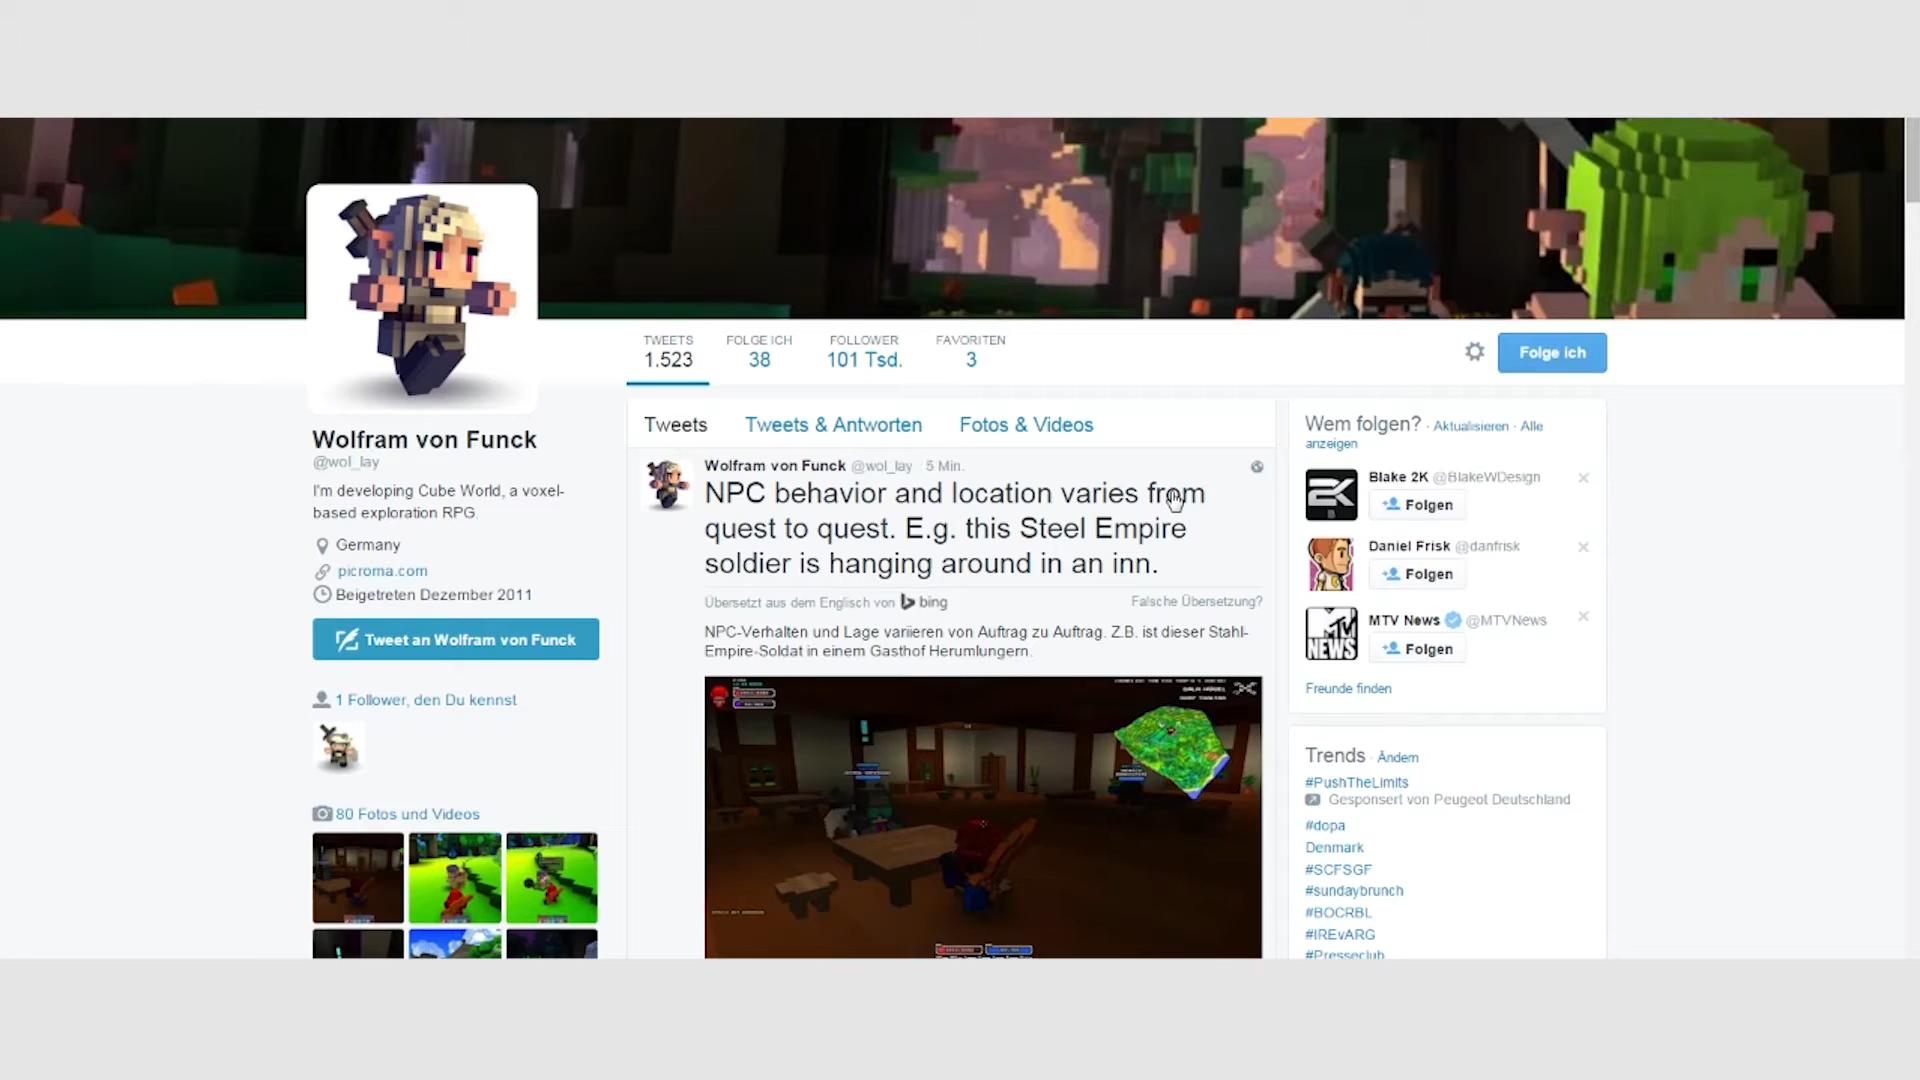 TWEETS
1.523
FOLGE ICH
38
FOLLOWER
101 Tsd.
FAVORITEN
3
Folge ich
Wolfram von Funck
@wol_lay
I'm developing Cube World, a voxel-
based exploration RPG.
Germany
picroma.com
Beigetreten Dezember 2011
Tweet an Wolfram von Funck
1 Follower, den Du kennst
80 Fotos und Videos
Tweets
Tweets & Antworten
Fotos & Videos
Wolfram von Funck @wol_lay 5 Min.
NPC behavior and location varies from
quest to quest. E.g. this Steel Empire
soldier is hanging around in an inn.
Übersetzt aus dem Englisch von bing
Falsche Übersetzung?
NPC-Verhalten und Lage variieren von Auftrag zu Auftrag. Z.B. ist dieser Stahl-
Empire-Soldat in einem Gasthof Herumlungern.
Wem folgen? · Aktualisieren · Alle
anzeigen
2K
Blake 2K @BlakeWDesign
Folgen
Daniel Frisk @danfrisk
Folgen
MTV
NEWS
MTV News @MTVNews
Folgen
Freunde finden
Trends · Ändern
#PushTheLimits
Gesponsert von Peugeot Deutschland
#dopa
Denmark
#SCFSGF
#sundaybrunch
#BOCRBL
#IREvARG
#Presseclub